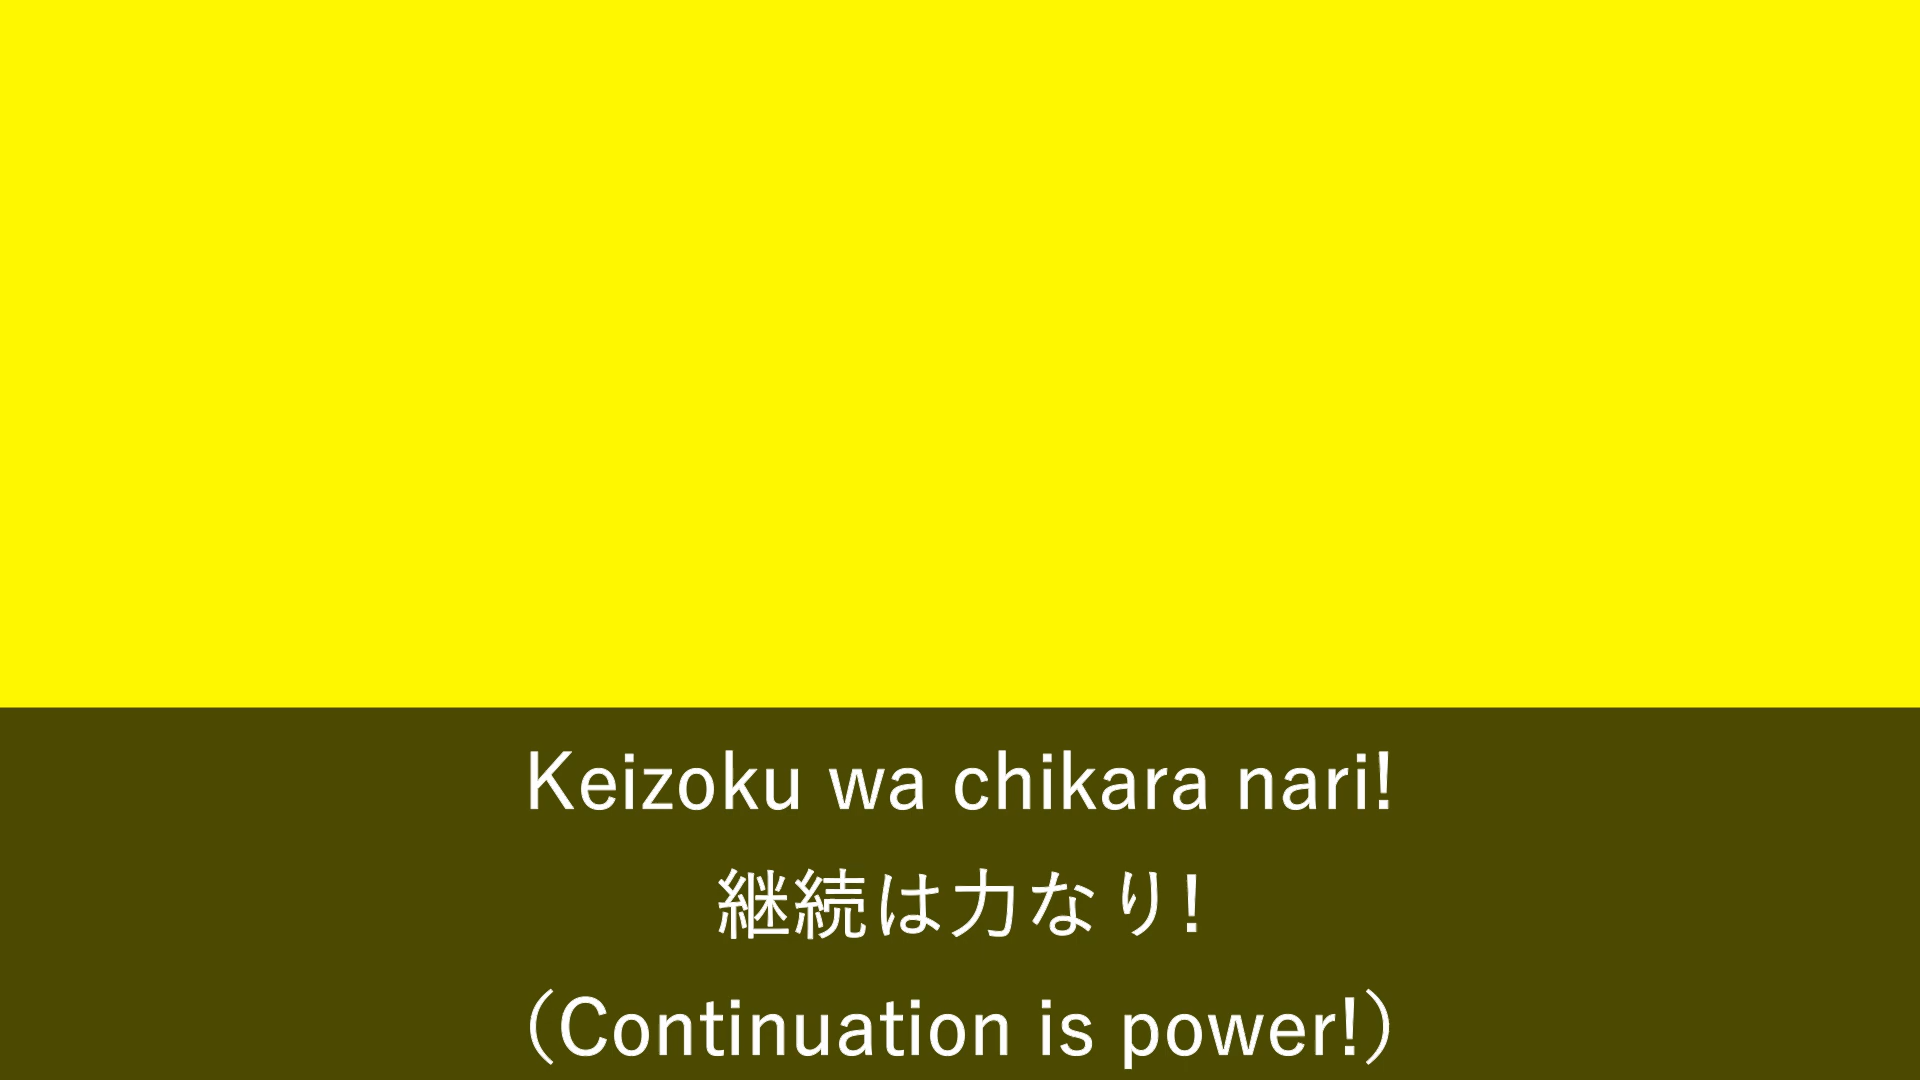 Keizoku wa chikara nari!
継続は力なり!
（Continuation is power!）